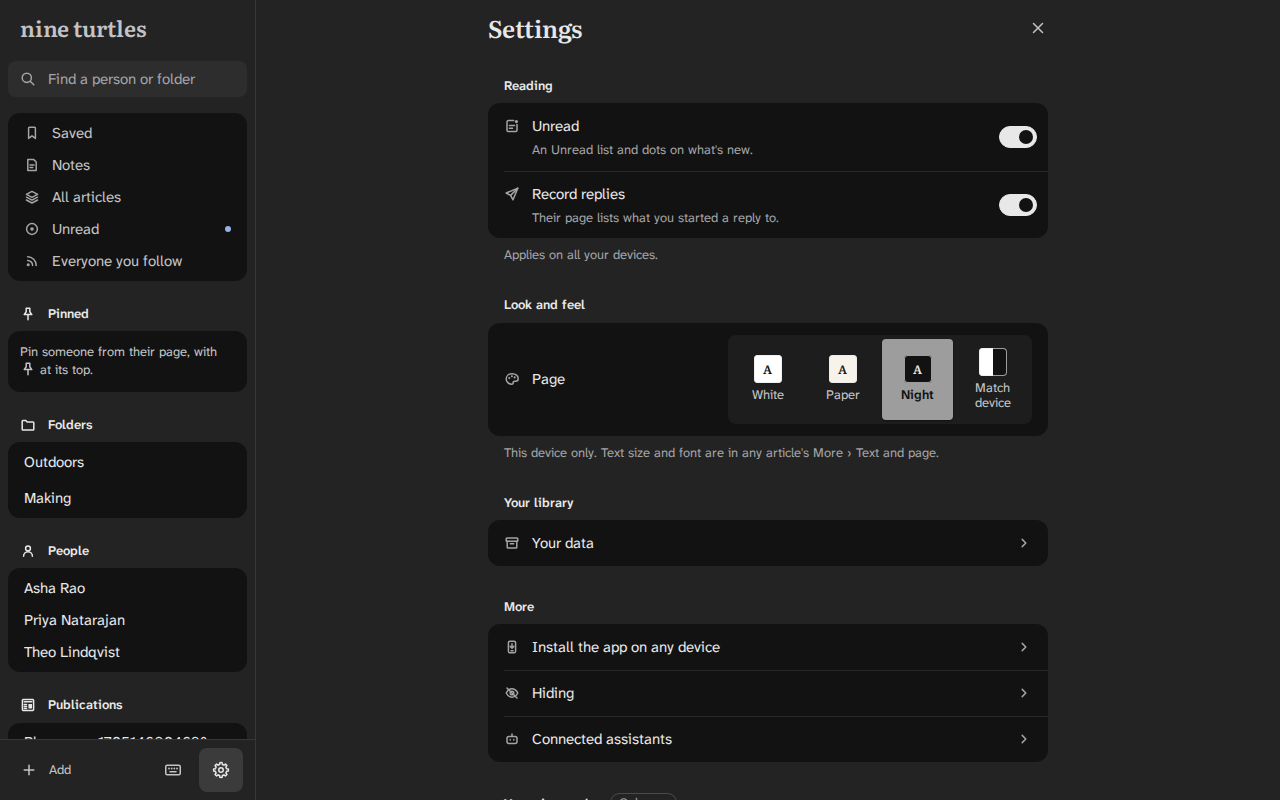 nine turtles
Find a person or folder
Saved
Notes
All articles
Unread
Everyone you follow
Pinned
Pin someone from their page, with
at its top.
Folders
Outdoors
Making
People
Asha Rao
Priya Natarajan
Theo Lindqvist
Publications
Add
Settings
Reading
Unread
An Unread list and dots on what's new.
Record replies
Their page lists what you started a reply to.
Applies on all your devices.
Look and feel
Page
A
White
A
Paper
A
Night
Match
device
This device only. Text size and font are in any article's More › Text and page.
Your library
Your data
More
Install the app on any device
Hiding
Connected assistants